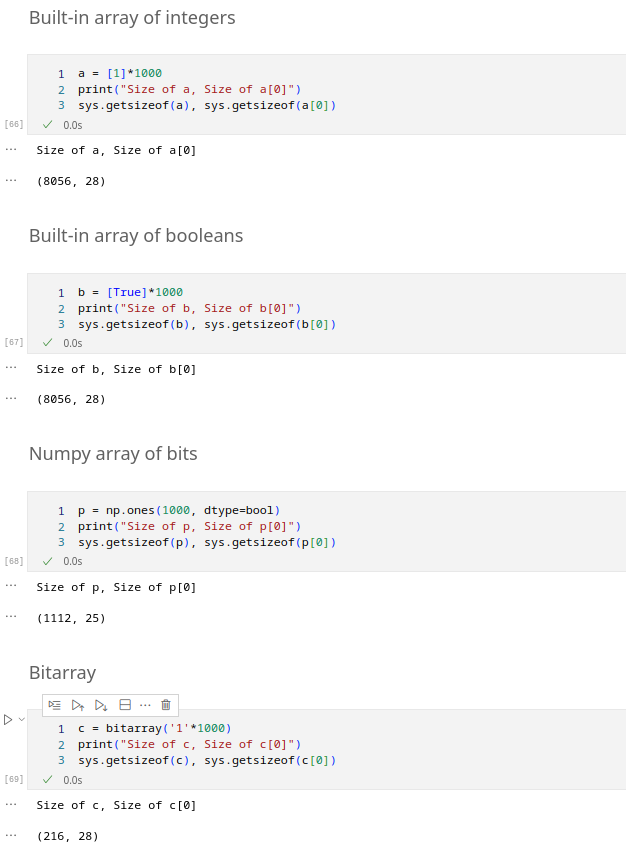 Built-in array of integers
1 a = [1]*1000
2 print("Size of a, Size of a[0]")
3 sys.getsizeof(a), sys.getsizeof(a[0])
[66] ✓ 0.0s
... Size of a, Size of a[0]
... (8056, 28)
Built-in array of booleans
1 b = [True]*1000
2 print("Size of b, Size of b[0]")
3 sys.getsizeof(b), sys.getsizeof(b[0])
[67] ✓ 0.0s
... Size of b, Size of b[0]
... (8056, 28)
Numpy array of bits
1 p = np.ones(1000, dtype=bool)
2 print("Size of p, Size of p[0]")
3 sys.getsizeof(p), sys.getsizeof(p[0])
[68] ✓ 0.0s
... Size of p, Size of p[0]
... (1112, 25)
Bitarray
1 c = bitarray('1'*1000)
2 print("Size of c, Size of c[0]")
3 sys.getsizeof(c), sys.getsizeof(c[0])
[69] ✓ 0.0s
... Size of c, Size of c[0]
... (216, 28)